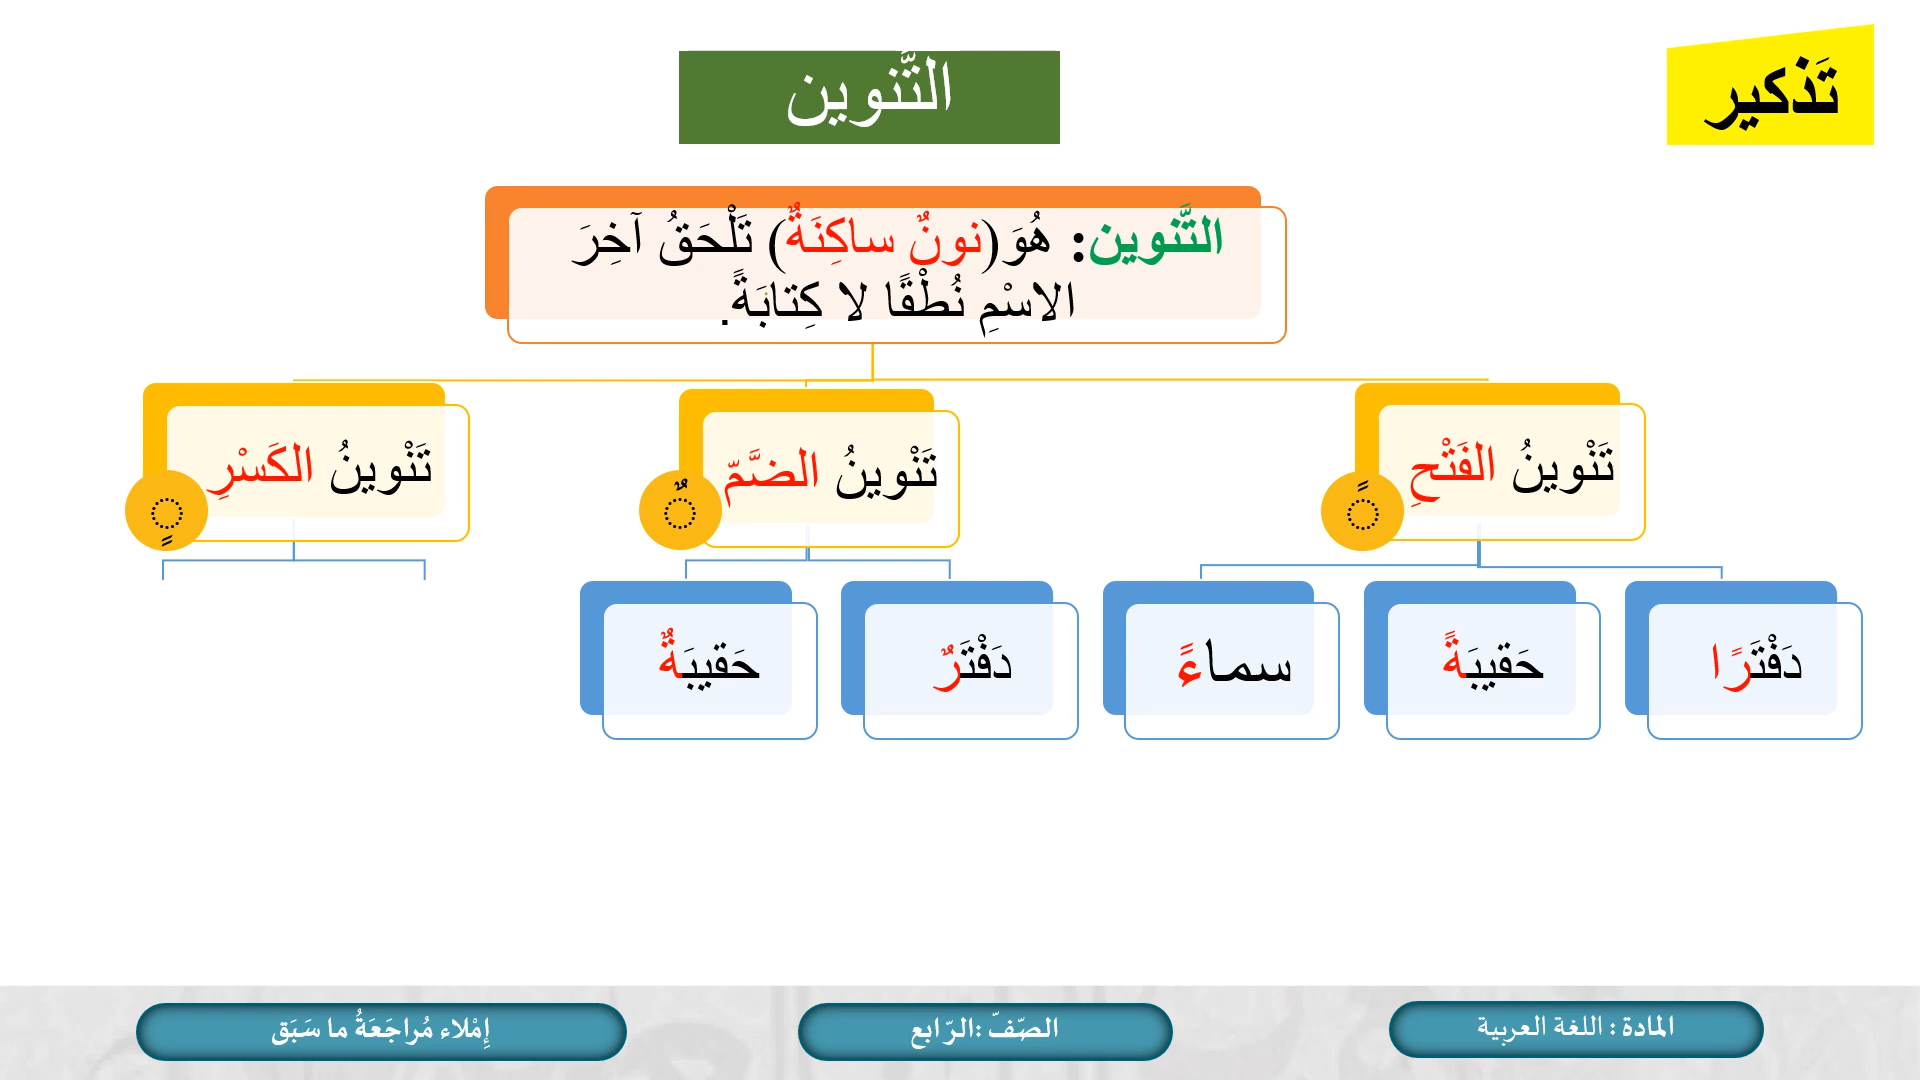 تَذكير
التَّنوين
التَّنوين: هُوَ (نونٌ ساكِنَةٌ) تَلْحَقُ آخِرَ
الاسْمِ نُطْقًا لا كِتابَةً.
تَنْوينُ الفَتْحِ
◌ً
تَنْوينُ الضَّمّ
◌ٌ
تَنْوينُ الكَسْرِ
◌ٍ
دَفْتَرًا
حَقيبَةً
سماءً
دَفْتَرٌ
حَقيبَةٌ
المادة : اللغة العربية
الصّفّ :الرّابع
إِمْلاء مُراجَعَةُ ما سَبَق